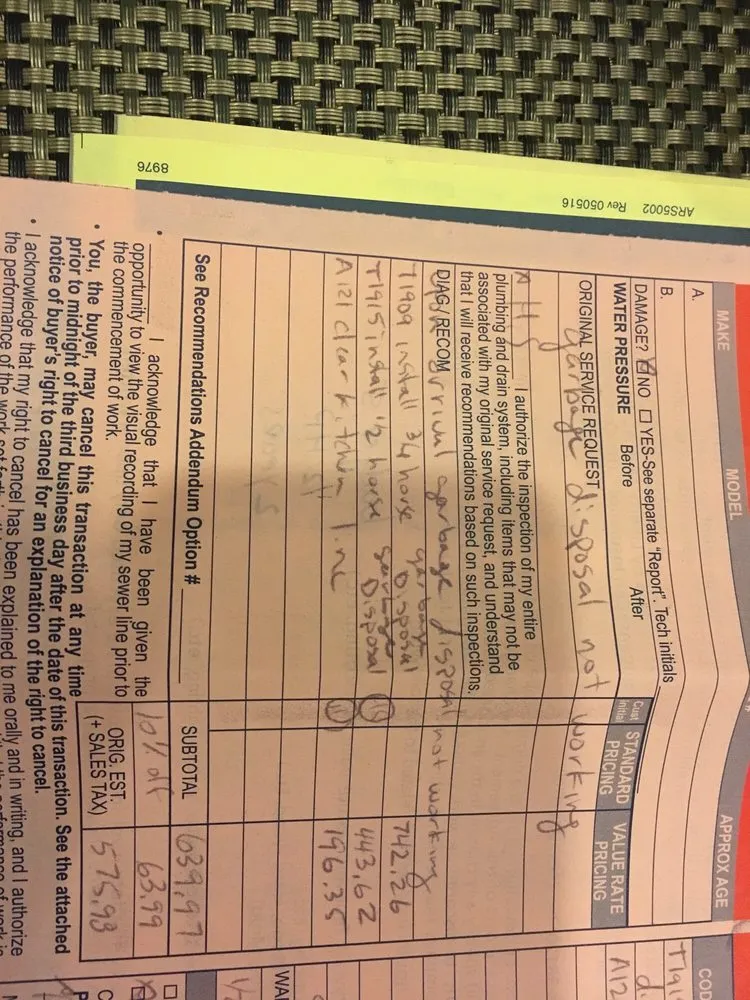 ARS5002 Rev 050516
8976
MAKE MODEL APPROX AGE
A.
B.
DAMAGE? NO YES-See separate "Report". Tech initials
WATER PRESSURE Before After
Cust Initial STANDARD PRICING VALUE RATE PRICING
ORIGINAL SERVICE REQUEST
garbage disposal not working
I authorize the inspection of my entire
plumbing and drain system, including items that may not be
associated with my original service request, and understand
that I will receive recommendations based on such inspections.
DIAG/RECOM
garbage disposal not working
T1909 install 3/4 horse garbage Disposal 742.26
T1915 install 1/2 horse garbage Disposal 443.62
A121 clear kitchen line 196.35
See Recommendations Addendum Option #
SUBTOTAL 639.97
10% off 63.99
ORIG. EST. (+ SALES TAX) 575.98
• I acknowledge that I have been given the
opportunity to view the visual recording of my sewer line prior to
the commencement of work.
• You, the buyer, may cancel this transaction at any time
prior to midnight of the third business day after the date of this transaction. See the attached
notice of buyer's right to cancel for an explanation of the right to cancel.
• I acknowledge that my right to cancel has been explained to me orally and in writing, and I authorize
the performance of the work
COD
T191
A12
WAR